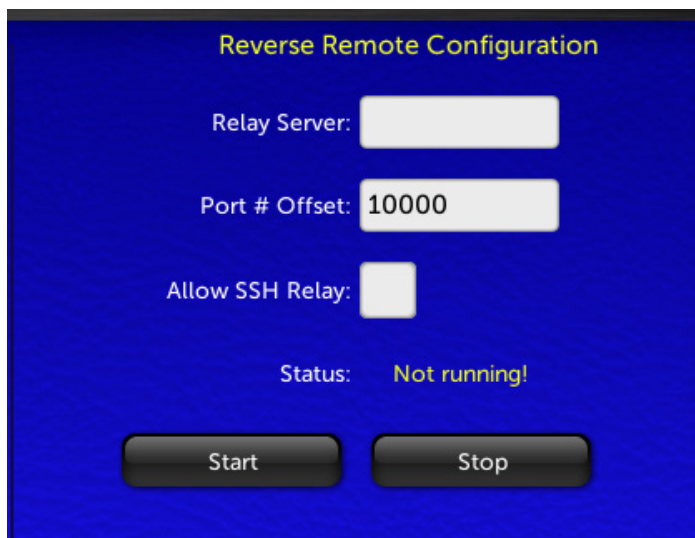 Reverse Remote Configuration
Relay Server:
Port # Offset: 10000
Allow SSH Relay:
Status: Not running!
Start Stop